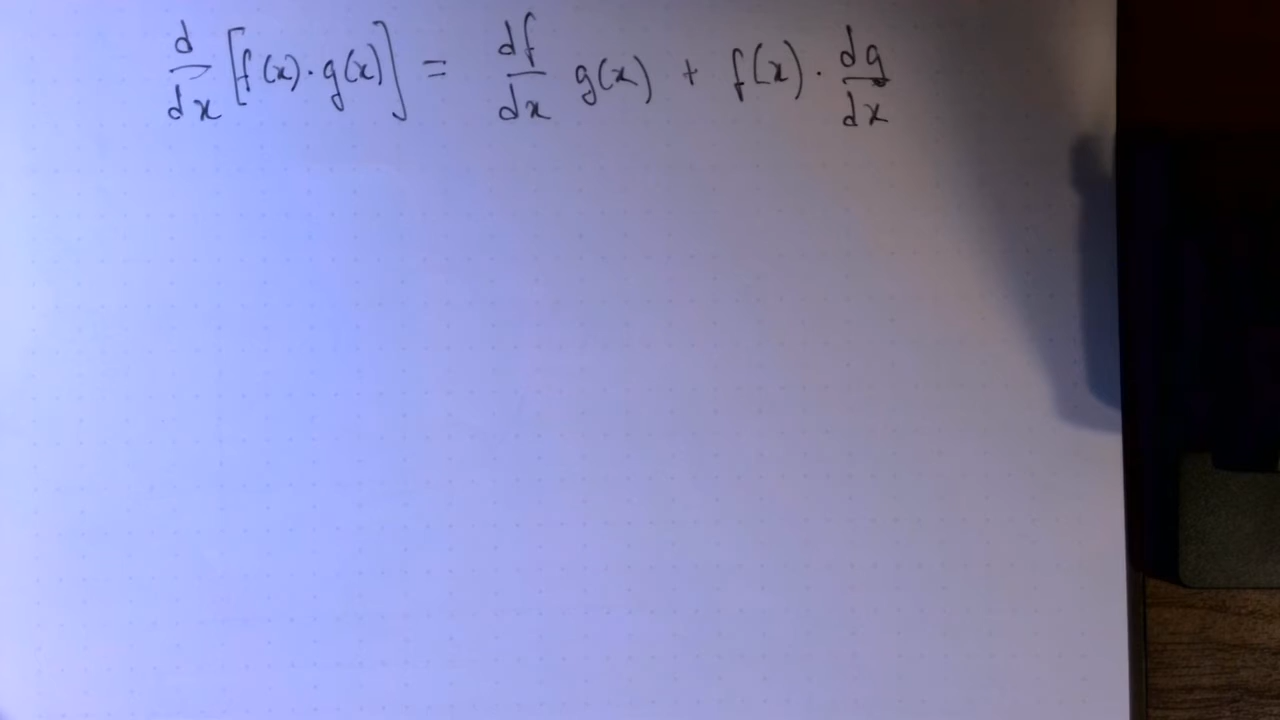 d/dx [f(x)·g(x)] = df/dx g(x) + f(x) · dg/dx